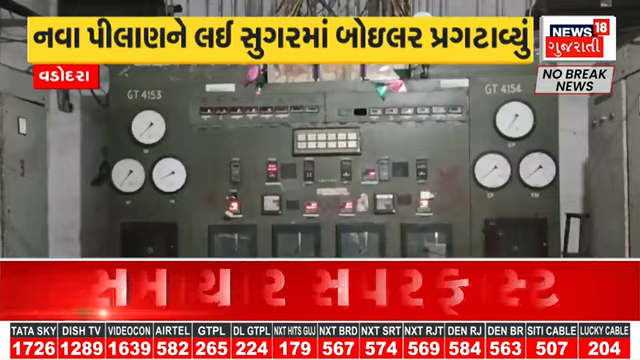 નવા પીલાણને લઈ સુગરમાં બોઇલર પ્રગટાવ્યું
NEWS 18
ગુજરાતી
વડોદરા
NO BREAK
NEWS
GT 4153
GT 4154
સમાચાર સુપરફાસ્ટ
TATA SKY DISH TV VIDEOCON AIRTEL GTPL DL GTPL NXT HITS GUJ NXT BRD NXT SRT NXT RJT DEN RJ DEN BR SITI CABLE LUCKY CABLE
1726 1289 1639 582 265 224 179 567 574 569 584 563 507 204